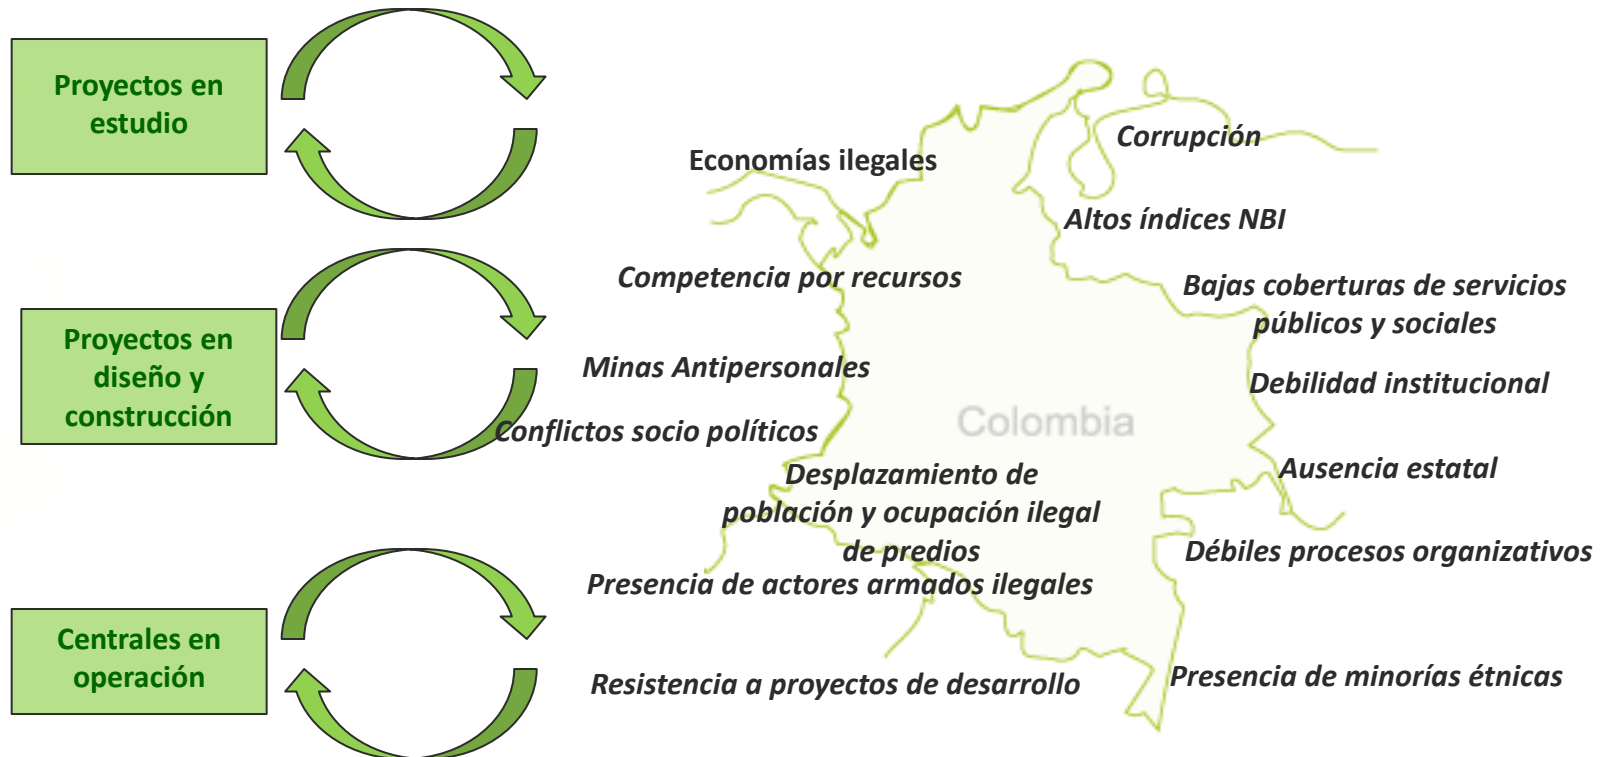 Proyectos en
estudio
Proyectos en
diseño y
construcción
Centrales en
operación
Economías ilegales
Corrupción
Altos índices NBI
Competencia por recursos
Bajas coberturas de servicios
públicos y sociales
Minas Antipersonales
Debilidad institucional
Colombia
Conflictos socio políticos
Ausencia estatal
Desplazamiento de
población y ocupación ilegal
de predios
Débiles procesos organizativos
Presencia de actores armados ilegales
Resistencia a proyectos de desarrollo
Presencia de minorías étnicas